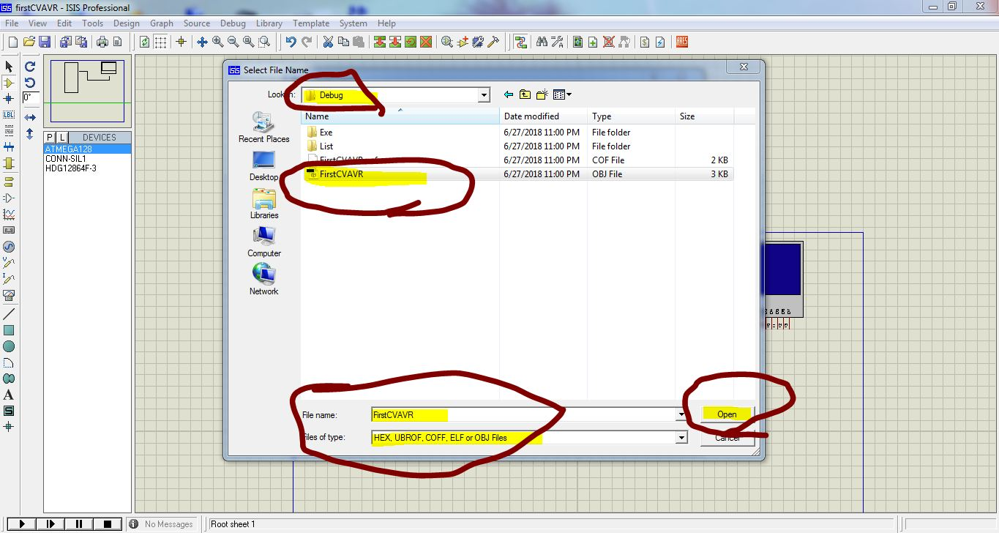 ISIS firstCVAVR - ISIS Professional
File View Edit Tools Design Graph Source Debug Library Template System Help
ARES
0°
LBL
A
S
P L DEVICES
ATMEGA128
CONN-SIL1
HDG12864F-3
ISIS Select File Name
Debug
Name Date modified Type Size
Recent Places
Desktop
Libraries
Computer
Network
Exe 6/27/2018 11:00 PM File folder
List 6/27/2018 11:00 PM File folder
6/27/2018 11:00 PM COF File 2 KB
FirstCVAVR 6/27/2018 11:00 PM OBJ File 3 KB
File name: FirstCVAVR Open
Files of type: HEX, UBROF, COFF, ELF or OBJ Files Cancel
No Messages Root sheet 1